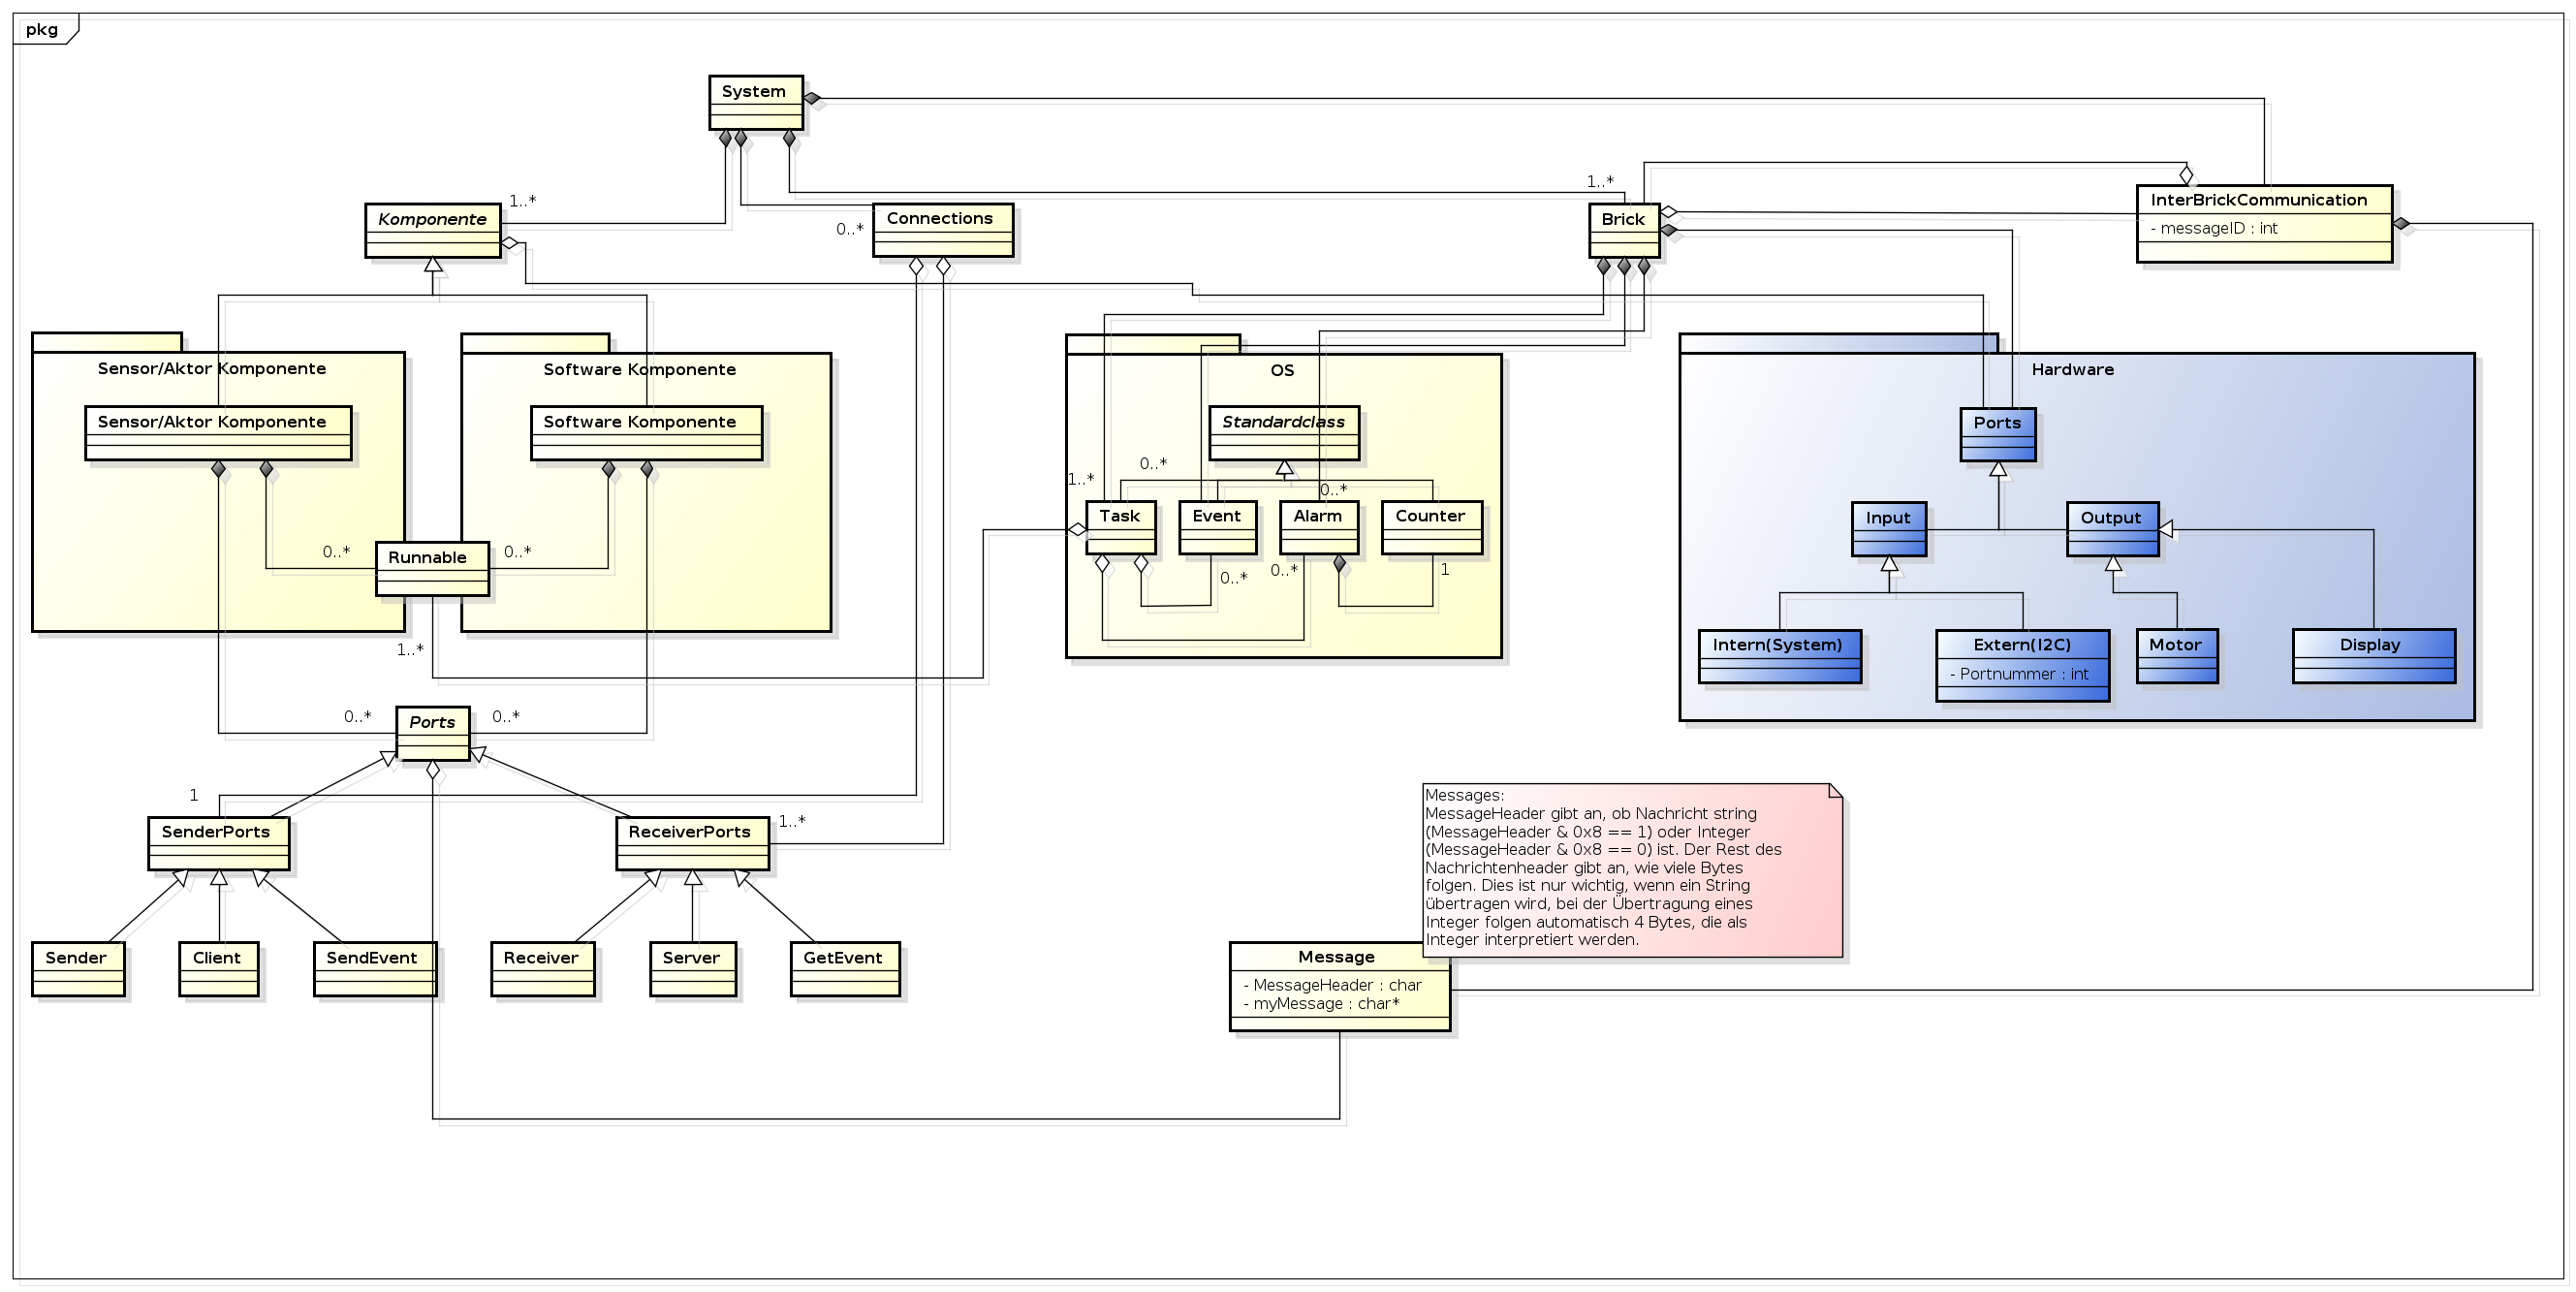 pkg
System
1..*
1..*
Komponente
Connections
0..*
Brick
InterBrickCommunication
- messageID : int
Sensor/Aktor Komponente
Software Komponente
OS
Hardware
Sensor/Aktor Komponente
Software Komponente
Standardclass
Ports
0..*
1..*
0..*
Task
Event
Alarm
Counter
Input
Output
0..*
Runnable
0..*
0..*
0..*
1
1..*
Intern(System)
Extern(I2C)
- Portnummer : int
Motor
Display
0..*
Ports
0..*
1
SenderPorts
ReceiverPorts
1..*
Messages:
MessageHeader gibt an, ob Nachricht string
(MessageHeader & 0x8 == 1) oder Integer
(MessageHeader & 0x8 == 0) ist. Der Rest des
Nachrichtenheader gibt an, wie viele Bytes
folgen. Dies ist nur wichtig, wenn ein String
übertragen wird, bei der Übertragung eines
Integer folgen automatisch 4 Bytes, die als
Integer interpretiert werden.
Sender
Client
SendEvent
Receiver
Server
GetEvent
Message
- MessageHeader : char
- myMessage : char*